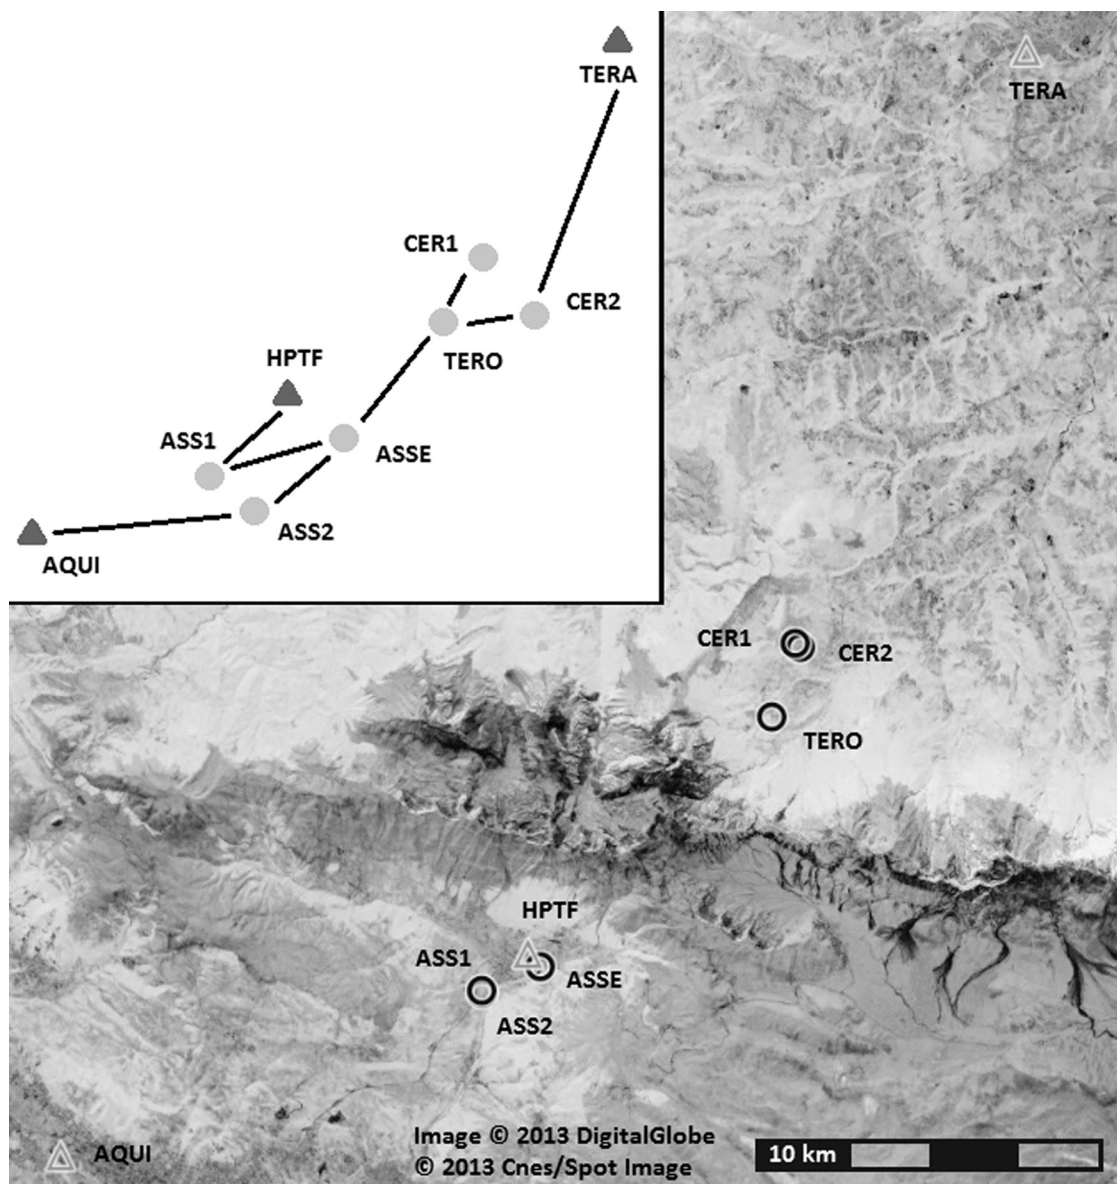 TERA
CER1
CER2
TERO
HPTF
ASS1
ASSE
ASS2
AQUI
TERA
CER1
CER2
TERO
HPTF
ASS1
ASSE
ASS2
AQUI
Image © 2013 DigitalGlobe
© 2013 Cnes/Spot Image
10 km